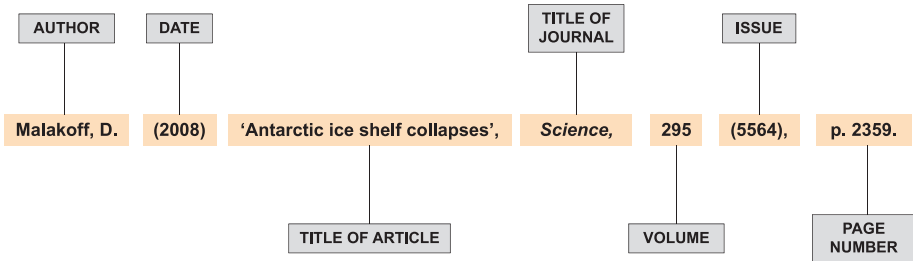 AUTHOR
DATE
TITLE OF
JOURNAL
ISSUE
Malakoff, D. (2008) ‘Antarctic ice shelf collapses’, Science, 295 (5564), p. 2359.
TITLE OF ARTICLE
VOLUME
PAGE
NUMBER